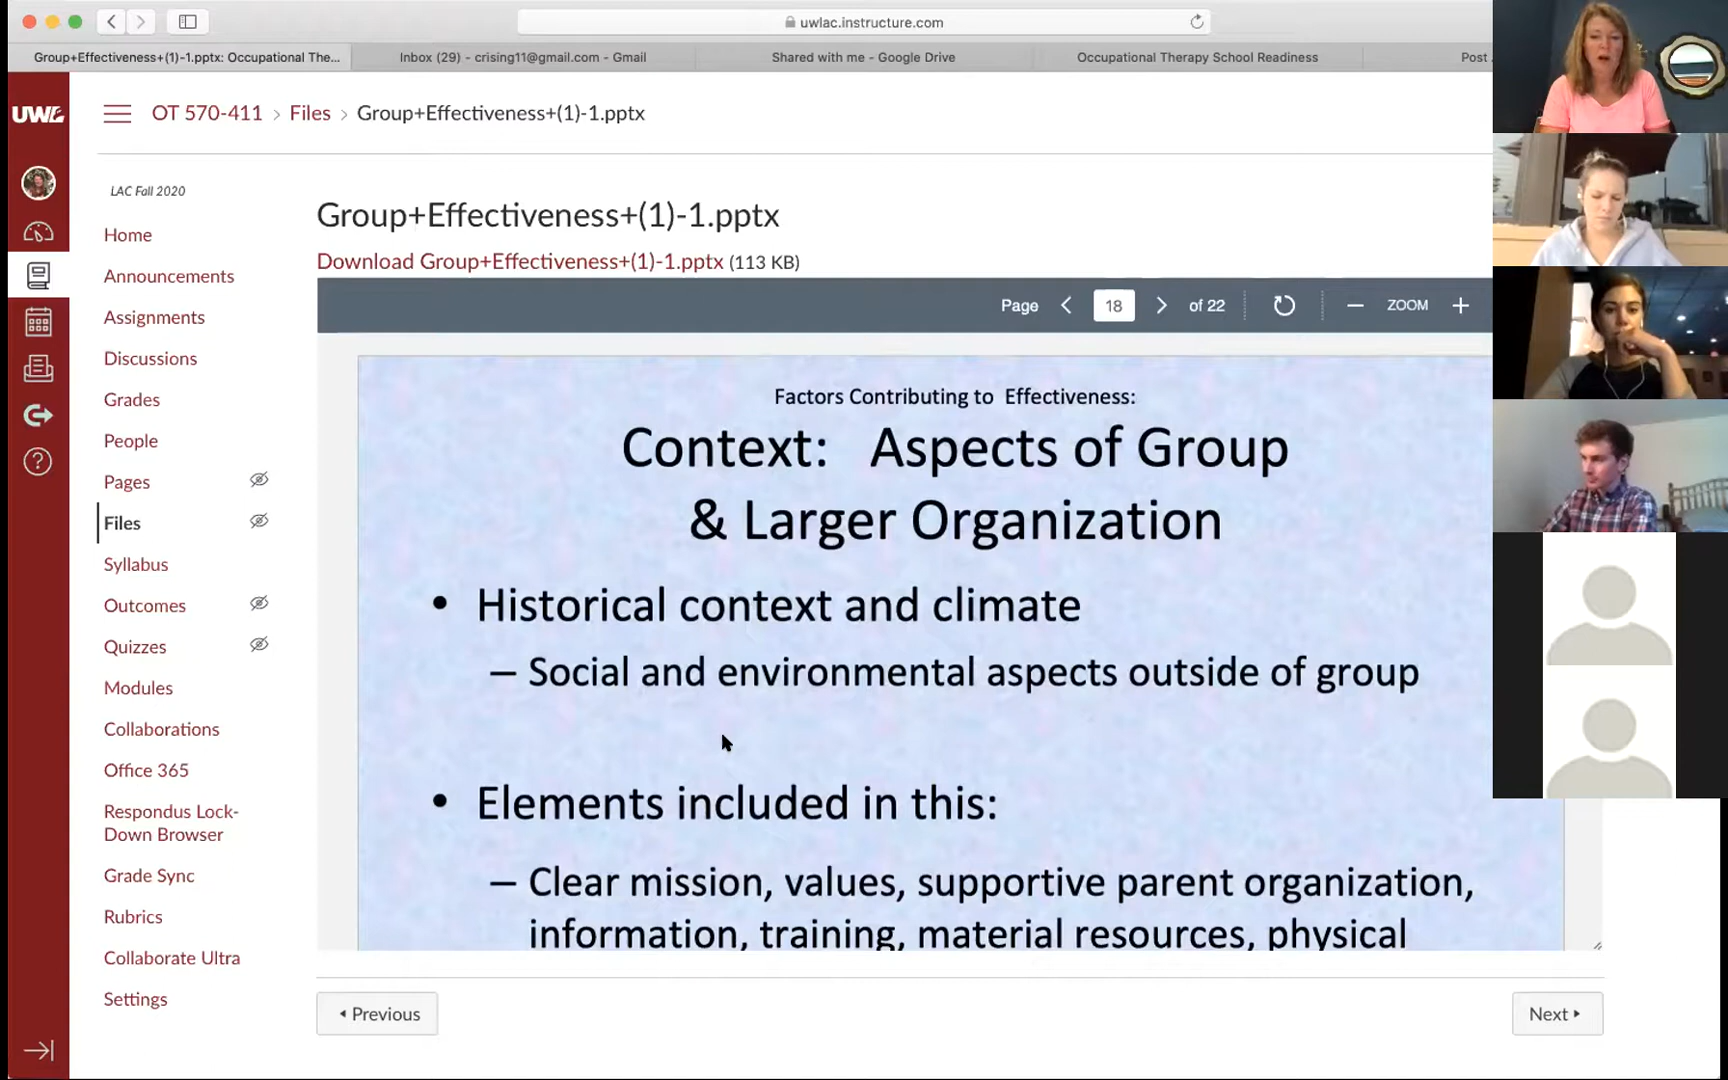 uwlac.instructure.com
Group+Effectiveness+(1)-1.pptx: Occupational The...
Inbox (29) - crising11@gmail.com - Gmail
Shared with me - Google Drive
Occupational Therapy School Readiness
Post
UWL
OT 570-411 > Files > Group+Effectiveness+(1)-1.pptx
LAC Fall 2020
Home
Announcements
Assignments
Discussions
Grades
People
Pages
Files
Syllabus
Outcomes
Quizzes
Modules
Collaborations
Office 365
Respondus Lock-
Down Browser
Grade Sync
Rubrics
Collaborate Ultra
Settings
Group+Effectiveness+(1)-1.pptx
Download Group+Effectiveness+(1)-1.pptx (113 KB)
Page < 18 > of 22 — ZOOM +
Factors Contributing to Effectiveness:
Context: Aspects of Group
& Larger Organization
• Historical context and climate
– Social and environmental aspects outside of group
• Elements included in this:
– Clear mission, values, supportive parent organization,
information, training, material resources, physical
Previous
Next